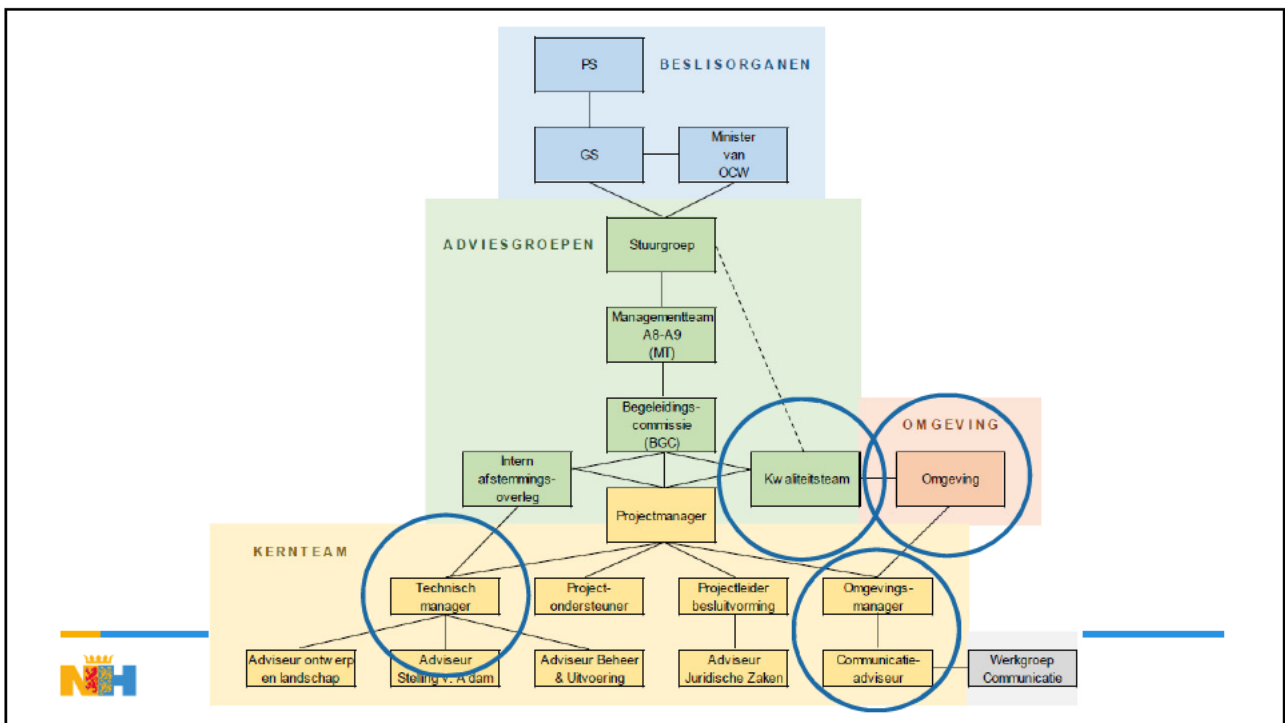 PS
BESLISORGANEN
GS
Minister
van
OCW
ADVIESGROEPEN
Stuurgroep
Managementteam
A8-A9
(MT)
Begeleidings-
commissie
(BGC)
OMGEVING
Intern
afstemmings-
overleg
Kwaliteitsteam
Omgeving
Projectmanager
KERNTEAM
Technisch
manager
Project-
ondersteuner
Projectleider
besluitvorming
Omgevings-
manager
Adviseur ontwerp
en landschap
Adviseur
Stelling v. A'dam
Adviseur Beheer
& Uitvoering
Adviseur
Juridische Zaken
Communicatie-
adviseur
Werkgroep
Communicatie
NH